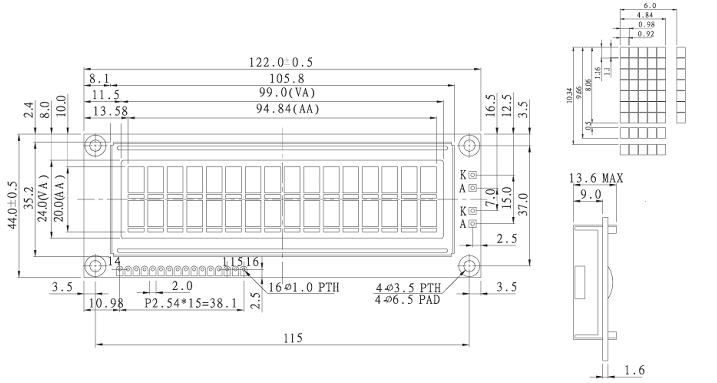 6.0
4.84
0.98
0.92
122.0±0.5
8.1 105.8
11.5 99.0(VA)
13.58 94.84(AA)
2.4
8.0
10.0
16.5
12.5
3.5
10.34
9.66
8.06
1.16
1.1
0.5
44.0±0.5
35.2
24.0(VA)
20.0(AA)
K
A
K
A
7.0
15.0
37.0
2.5
13.6 MAX
9.0
14 1 15 16
3.5
10.98
2.0
P2.54*15=38.1
2.5
16-Ø1.0 PTH
4-Ø3.5 PTH
4-Ø6.5 PAD
3.5
115
1.6